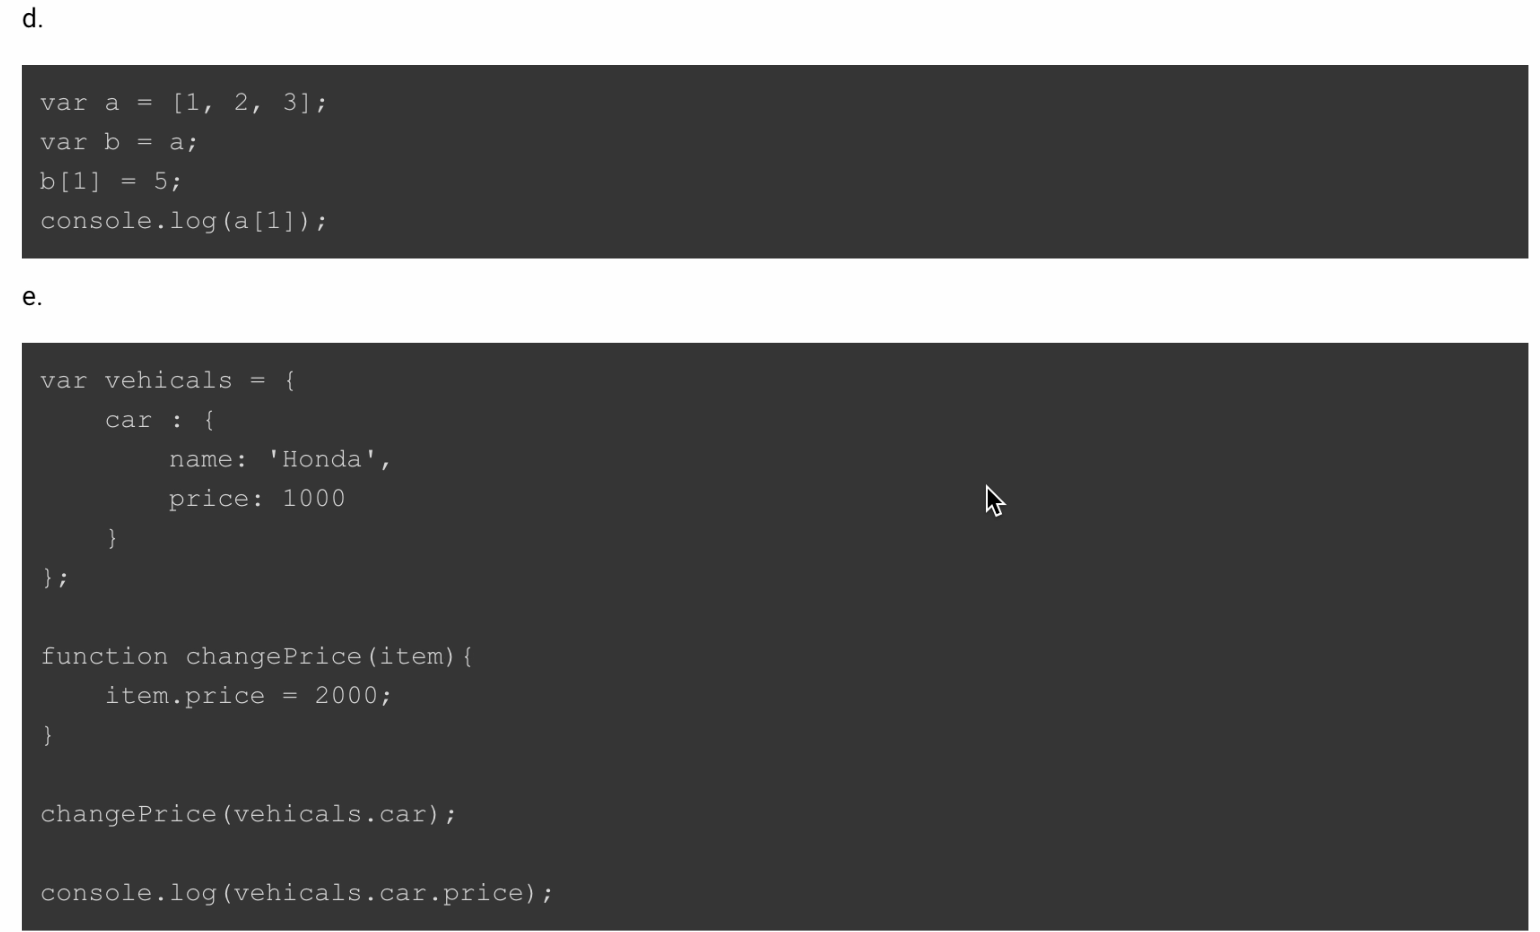 d.
var a = [1, 2, 3];
var b = a;
b[1] = 5;
console.log(a[1]);
e.
var vehicals = {
    car : {
        name: 'Honda',
        price: 1000
    }
};
function changePrice(item){
    item.price = 2000;
}
changePrice(vehicals.car);
console.log(vehicals.car.price);